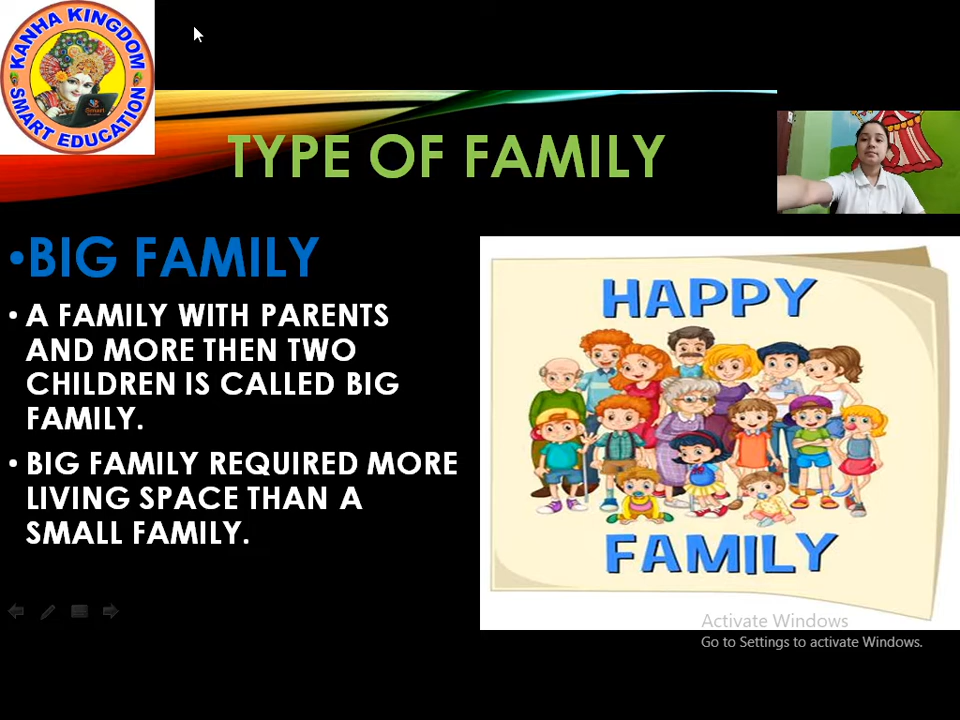 KANHA KINGDOM
SMART EDUCATION
TYPE OF FAMILY
•BIG FAMILY
• A FAMILY WITH PARENTS
AND MORE THEN TWO
CHILDREN IS CALLED BIG
FAMILY.
• BIG FAMILY REQUIRED MORE
LIVING SPACE THAN A
SMALL FAMILY.
HAPPY
FAMILY
Activate Windows
Go to Settings to activate Windows.